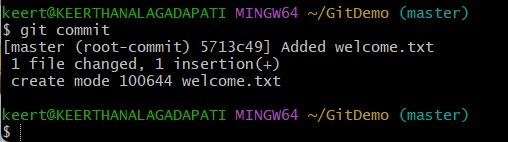 keert@KEERTHANALAGADAPATI MINGW64 ~/GitDemo (master)
$ git commit
[master (root-commit) 5713c49] Added welcome.txt
 1 file changed, 1 insertion(+)
 create mode 100644 welcome.txt
keert@KEERTHANALAGADAPATI MINGW64 ~/GitDemo (master)
$